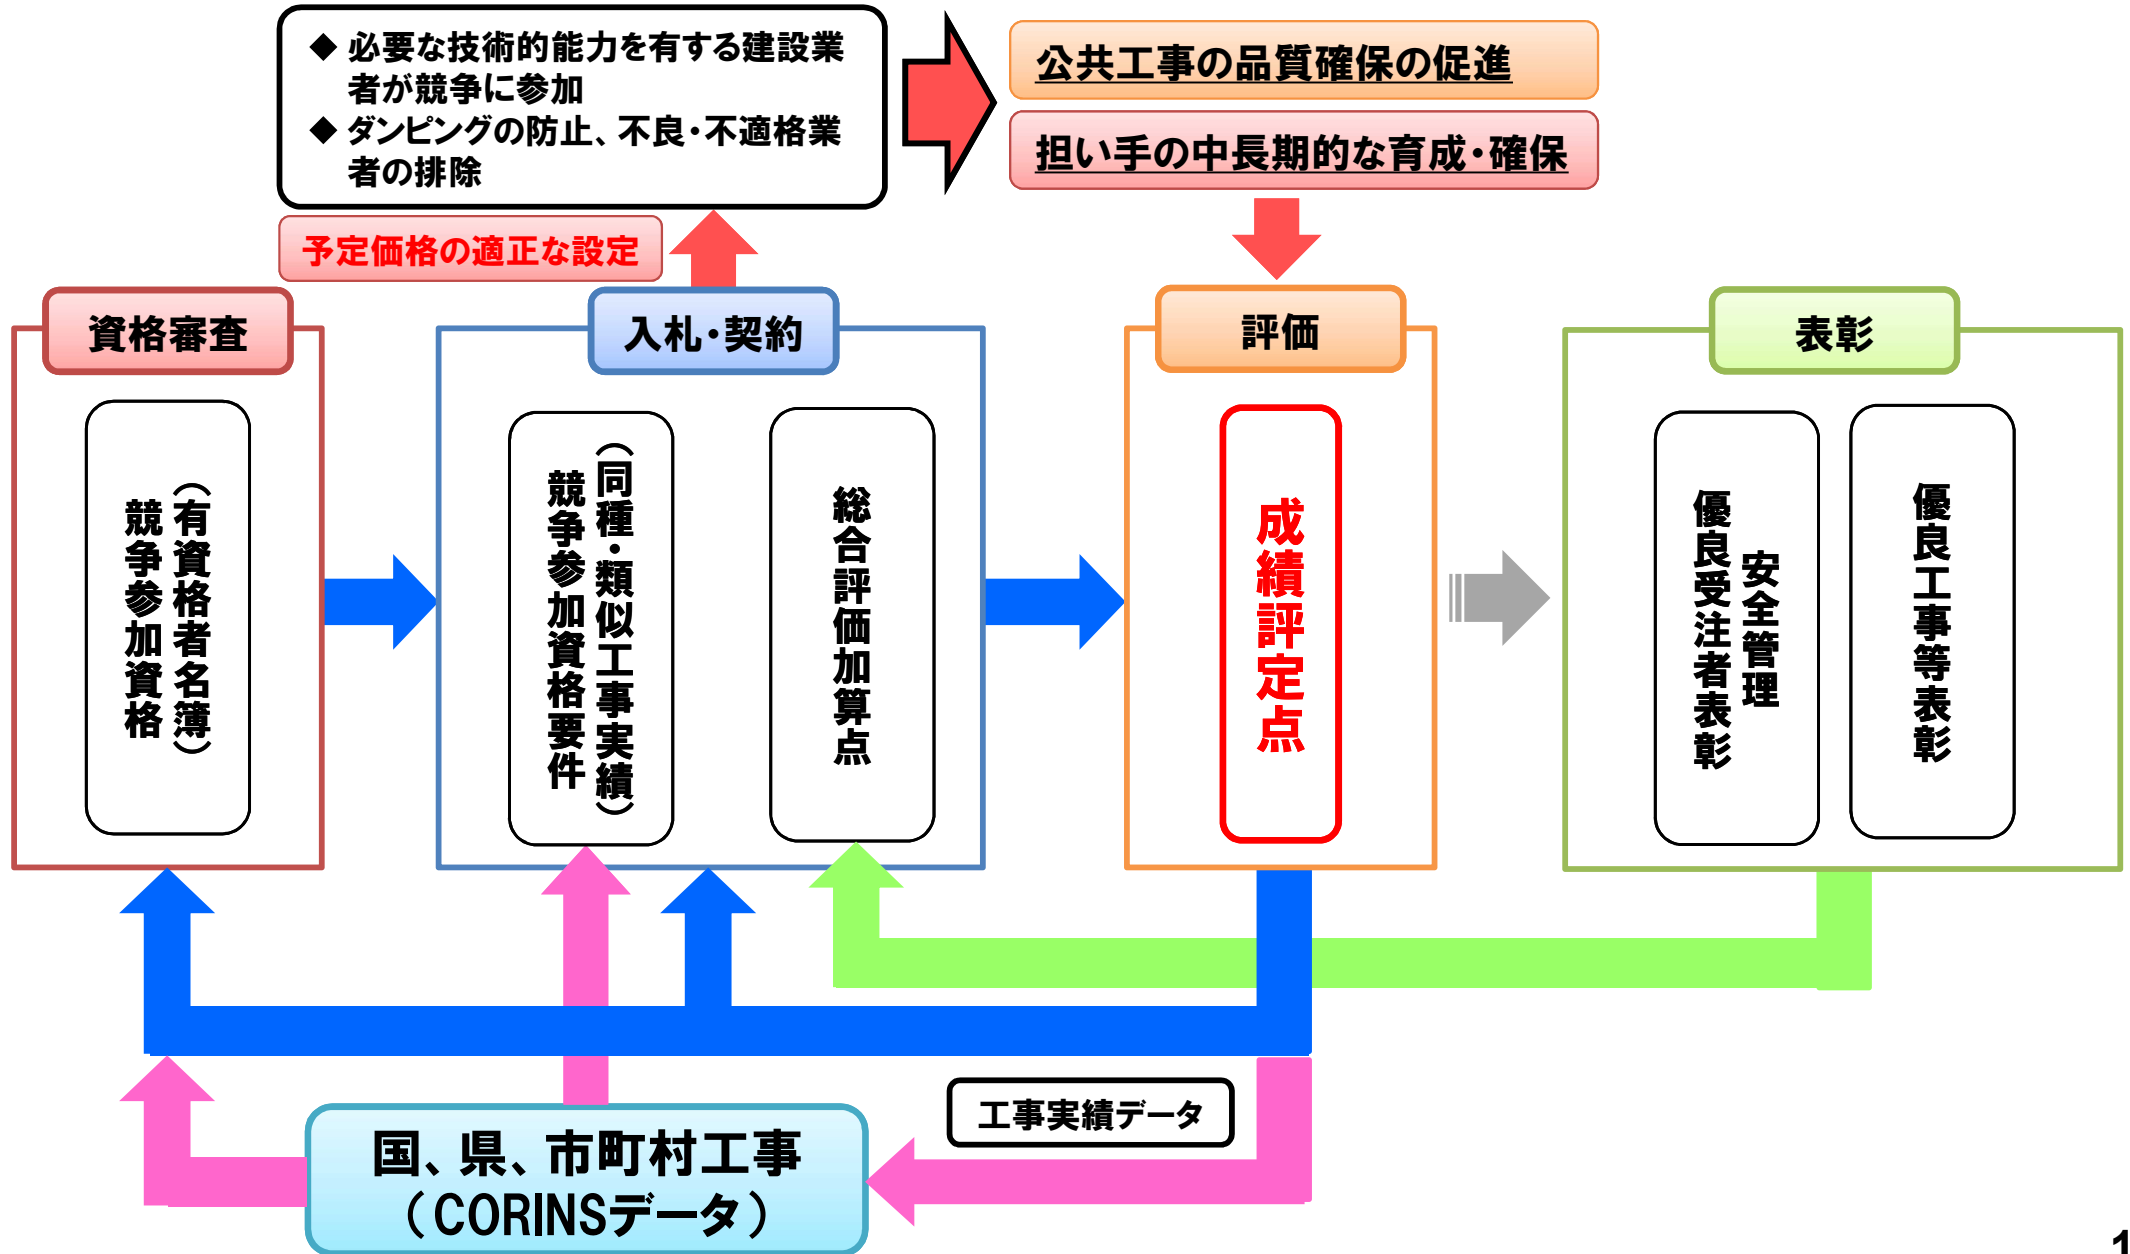 ◆ 必要な技術的能力を有する建設業
者が競争に参加
◆ ダンピングの防止、不良・不適格業
者の排除
公共工事の品質確保の促進
担い手の中長期的な育成・確保
予定価格の適正な設定
資格審査
入札・契約
評価
表彰
競争参加資格
（有資格者名簿）
競争参加資格要件
（同種・類似工事実績）
総合評価加算点
成績評定点
安全管理
優良受注者表彰
優良工事等表彰
工事実績データ
国、県、市町村工事
（CORINSデータ）
1